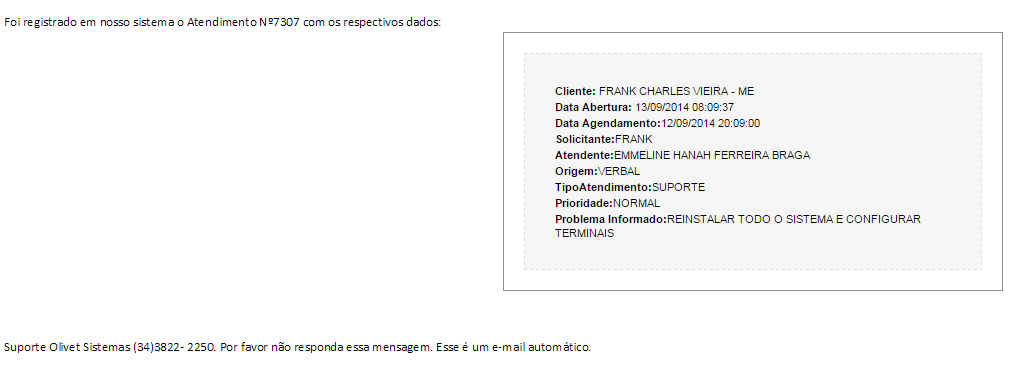 Foi registrado em nosso sistema o Atendimento Nº7307 com os respectivos dados:
Cliente: FRANK CHARLES VIEIRA - ME
Data Abertura: 13/09/2014 08:09:37
Data Agendamento:12/09/2014 20:09:00
Solicitante:FRANK
Atendente:EMMELINE HANAH FERREIRA BRAGA
Origem:VERBAL
TipoAtendimento:SUPORTE
Prioridade:NORMAL
Problema Informado:REINSTALAR TODO O SISTEMA E CONFIGURAR
TERMINAIS
Suporte Olivet Sistemas (34)3822- 2250. Por favor não responda essa mensagem. Esse é um e-mail automático.